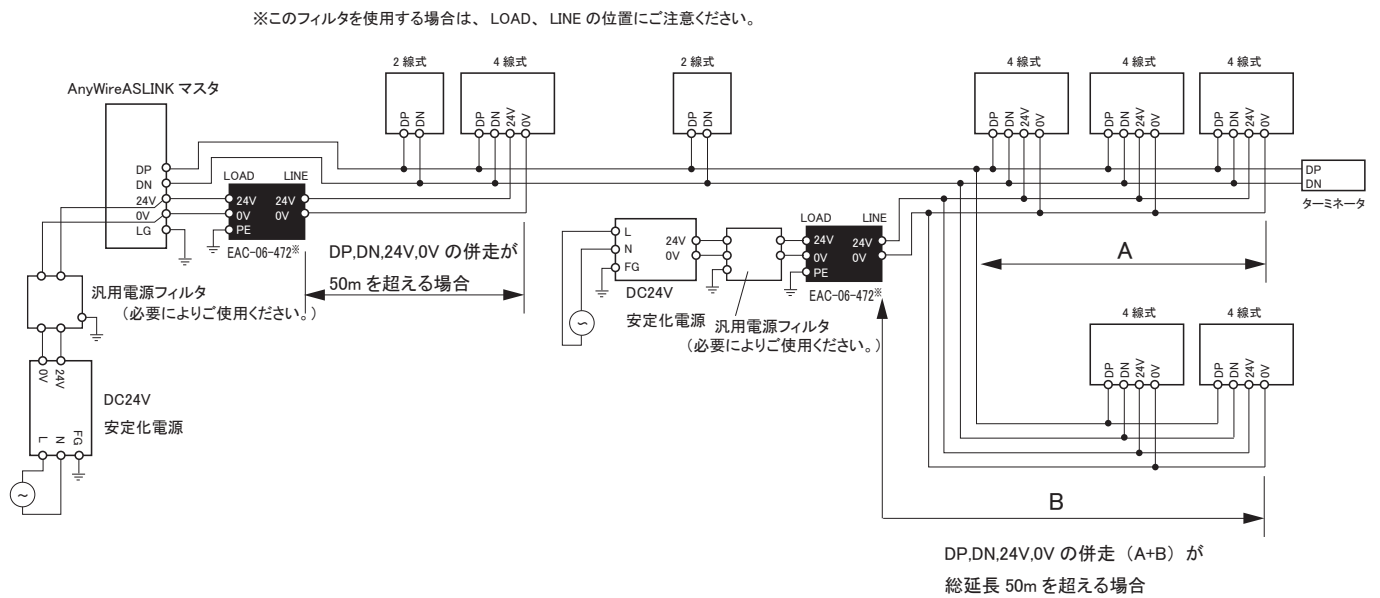 ※このフィルタを使用する場合は、LOAD、LINE の位置にご注意ください。
2 線式
4 線式
2 線式
4 線式
4 線式
4 線式
AnyWireASLINK マスタ
DP
DN
DP
DN
24V
0V
DP
DN
DP
DN
24V
0V
DP
DN
24V
0V
DP
DN
24V
0V
DP
DN
24V
0V
LG
LOAD
LINE
24V
24V
0V
0V
PE
EAC-06-472※
DP
DN
ターミネータ
DP,DN,24V,0V の併走が
50m を超える場合
L
N
FG
24V
0V
DC24V
安定化電源
汎用電源フィルタ
（必要によりご使用ください。）
LOAD
LINE
24V
24V
0V
0V
PE
EAC-06-472※
A
汎用電源フィルタ
（必要によりご使用ください。）
4 線式
4 線式
DP
DN
24V
0V
DP
DN
24V
0V
0V
24V
DC24V
安定化電源
L
N
FG
~
~
B
DP,DN,24V,0V の併走（A+B）が
総延長 50m を超える場合